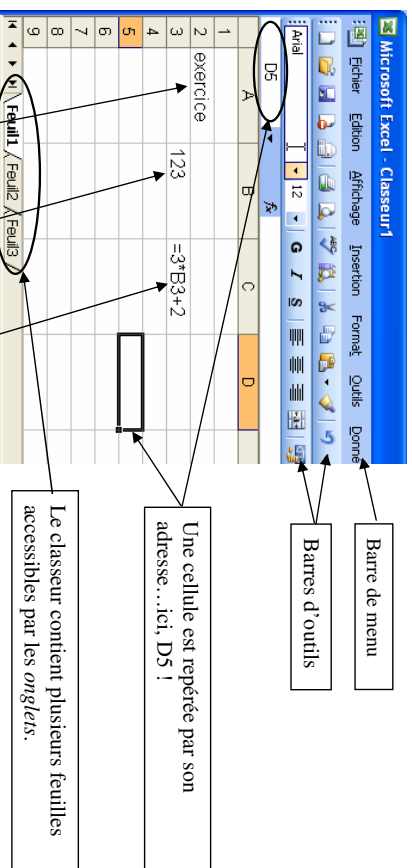 Microsoft Excel - Classeur1
Fichier Edition Affichage Insertion Format Outils Donne
Arial 12 G I S
D5 fx
A B C D
1
2 exercice
3 123 =3*B3+2
4
5
6
7
8
9
Feuil1 Feuil2 Feuil3
Barre de menu
Barres d’outils
Une cellule est repérée par son
adresse…ici, D5 !
Le classeur contient plusieurs feuilles
accessibles par les onglets.